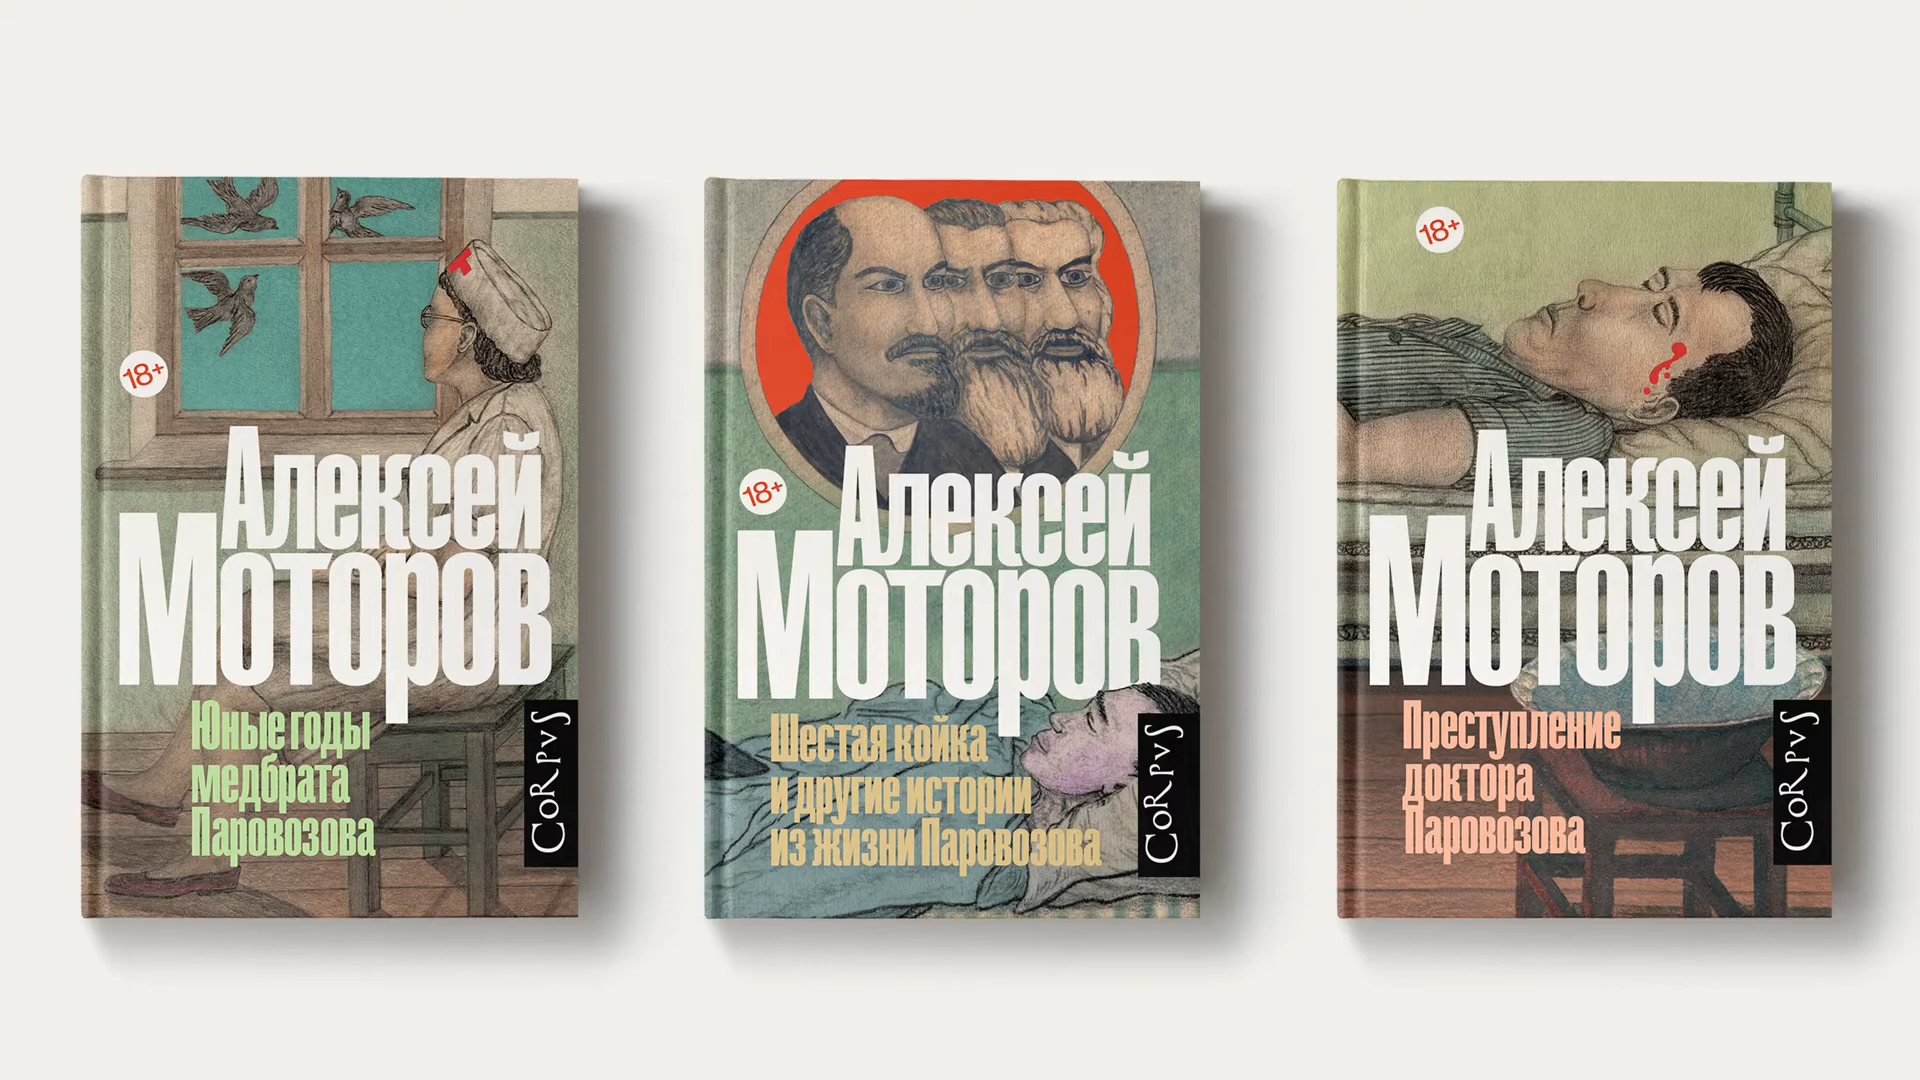 18+
Алексей
Моторов
Юные годы
медбрата
Паровозова
CORPVS
18+
Алексей
Моторов
Шестая койка
и другие истории
из жизни Паровозова
CORPVS
18+
Алексей
Моторов
Преступление
доктора
Паровозова
CORPVS